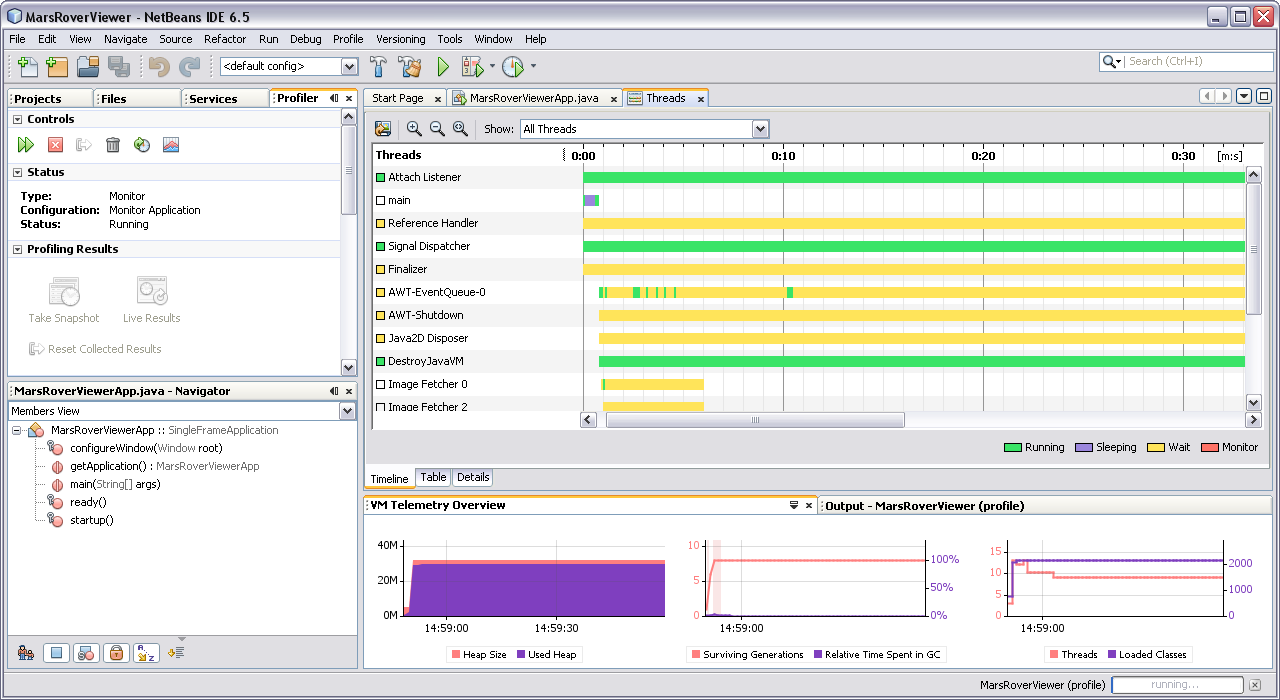 MarsRoverViewer - NetBeans IDE 6.5
File Edit View Navigate Source Refactor Run Debug Profile Versioning Tools Window Help
<default config> Search (Ctrl+I)
Projects Files Services Profiler
Controls
Status
Type: Monitor
Configuration: Monitor Application
Status: Running
Profiling Results
Take Snapshot Live Results
Reset Collected Results
MarsRoverViewerApp.java - Navigator
Members View
MarsRoverViewerApp :: SingleFrameApplication
configureWindow(Window root)
getApplication() : MarsRoverViewerApp
main(String[] args)
ready()
startup()
Start Page MarsRoverViewerApp.java Threads
Show: All Threads
Threads 0:00 0:10 0:20 0:30 [m:s]
Attach Listener
main
Reference Handler
Signal Dispatcher
Finalizer
AWT-EventQueue-0
AWT-Shutdown
Java2D Disposer
DestroyJavaVM
Image Fetcher 0
Image Fetcher 2
Running Sleeping Wait Monitor
Timeline Table Details
VM Telemetry Overview Output - MarsRoverViewer (profile)
40M
20M
0M
14:59:00 14:59:30
Heap Size Used Heap
10
5
0
100%
50%
0%
14:59:00
Surviving Generations Relative Time Spent in GC
15
10
5
0
2000
1000
0
14:59:00
Threads Loaded Classes
MarsRoverViewer (profile) running...